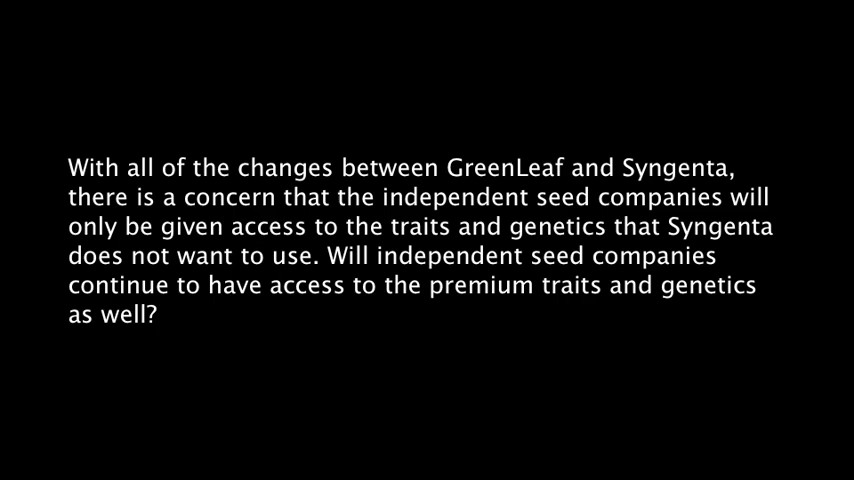 With all of the changes between GreenLeaf and Syngenta,
there is a concern that the independent seed companies will
only be given access to the traits and genetics that Syngenta
does not want to use. Will independent seed companies
continue to have access to the premium traits and genetics
as well?